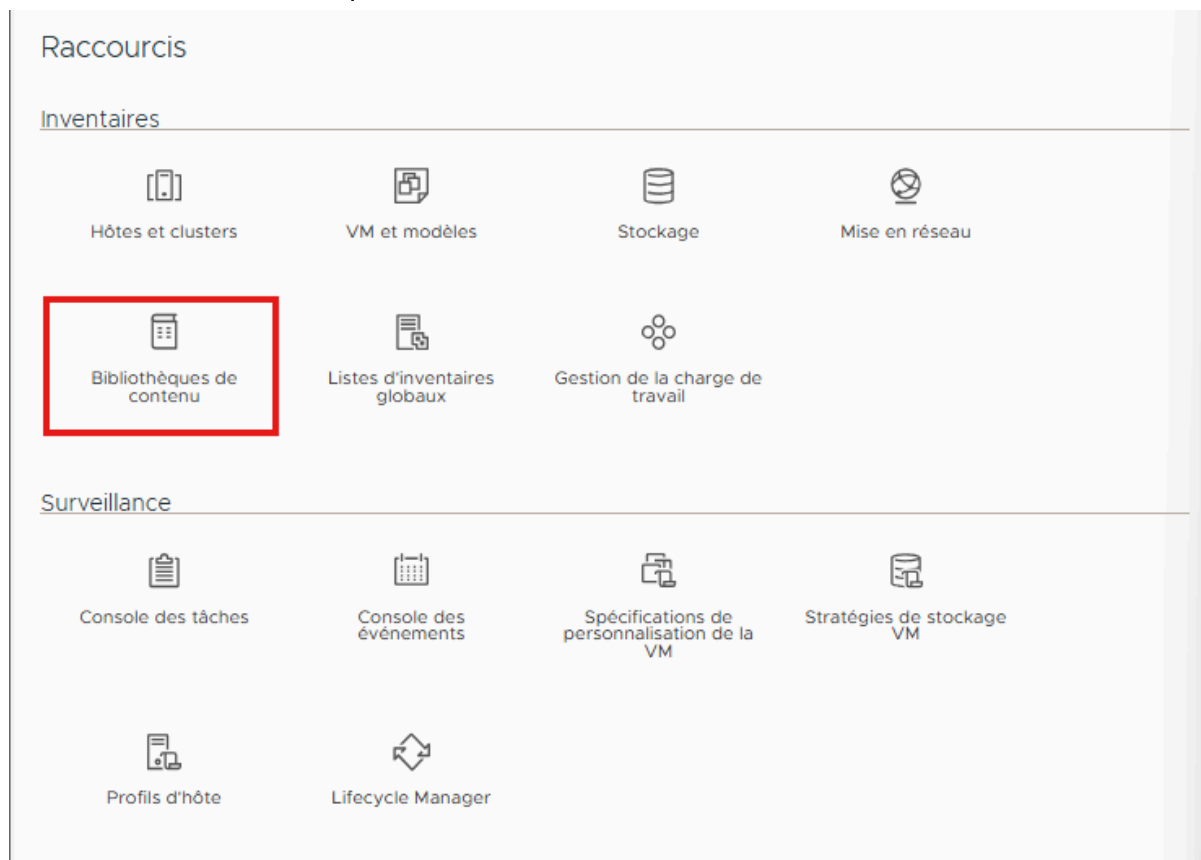 Raccourcis
Inventaires
Hôtes et clusters
VM et modèles
Stockage
Mise en réseau
Bibliothèques de
contenu
Listes d'inventaires
globaux
Gestion de la charge de
travail
Surveillance
Console des tâches
Console des
événements
Spécifications de
personnalisation de la
VM
Stratégies de stockage
VM
Profils d'hôte
Lifecycle Manager